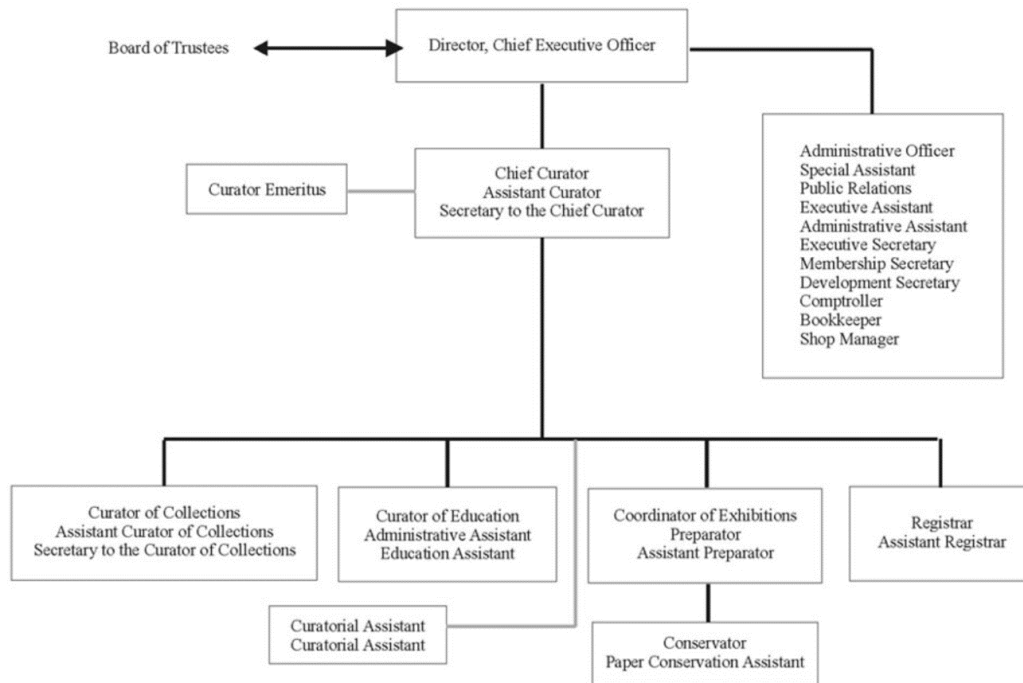 Board of Trustees
Director, Chief Executive Officer
Administrative Officer
Special Assistant
Public Relations
Executive Assistant
Administrative Assistant
Executive Secretary
Membership Secretary
Development Secretary
Comptroller
Bookkeeper
Shop Manager
Curator Emeritus
Chief Curator
Assistant Curator
Secretary to the Chief Curator
Curator of Collections
Assistant Curator of Collections
Secretary to the Curator of Collections
Curator of Education
Administrative Assistant
Education Assistant
Coordinator of Exhibitions
Preparator
Assistant Preparator
Registrar
Assistant Registrar
Curatorial Assistant
Curatorial Assistant
Conservator
Paper Conservation Assistant